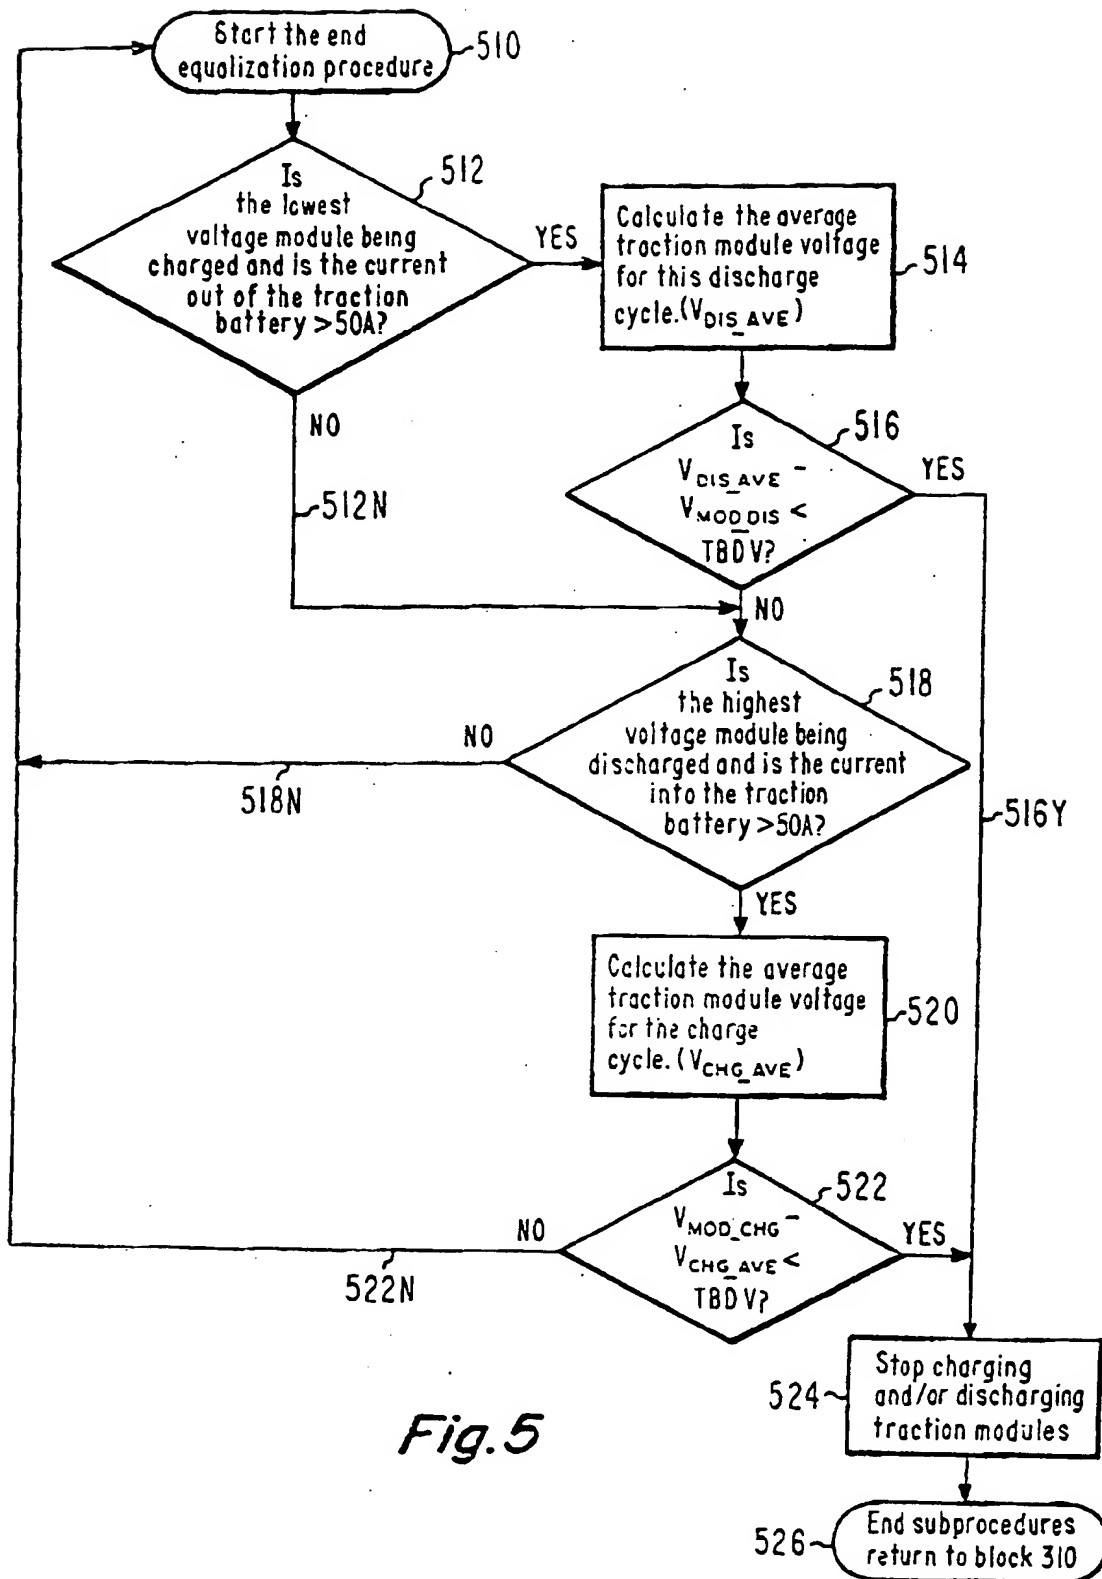 Start the end
equalization procedure
510
Is
the lowest
voltage module being
charged and is the current
out of the traction
battery >50A?
512
YES
NO
512N
Calculate the average
traction module voltage
for this discharge
cycle. (V_DIS_AVE)
514
Is
V_DIS_AVE -
V_MOD_DIS <
TBD V?
516
YES
NO
516Y
Is
the highest
voltage module being
discharged and is the current
into the traction
battery >50A?
518
NO
518N
YES
Calculate the average
traction module voltage
for the charge
cycle. (V_CHG_AVE)
520
Is
V_MOD_CHG -
V_CHG_AVE <
TBD V?
522
NO
522N
YES
Stop charging
and/or discharging
traction modules
524
End subprocedures
return to block 310
526
Fig. 5